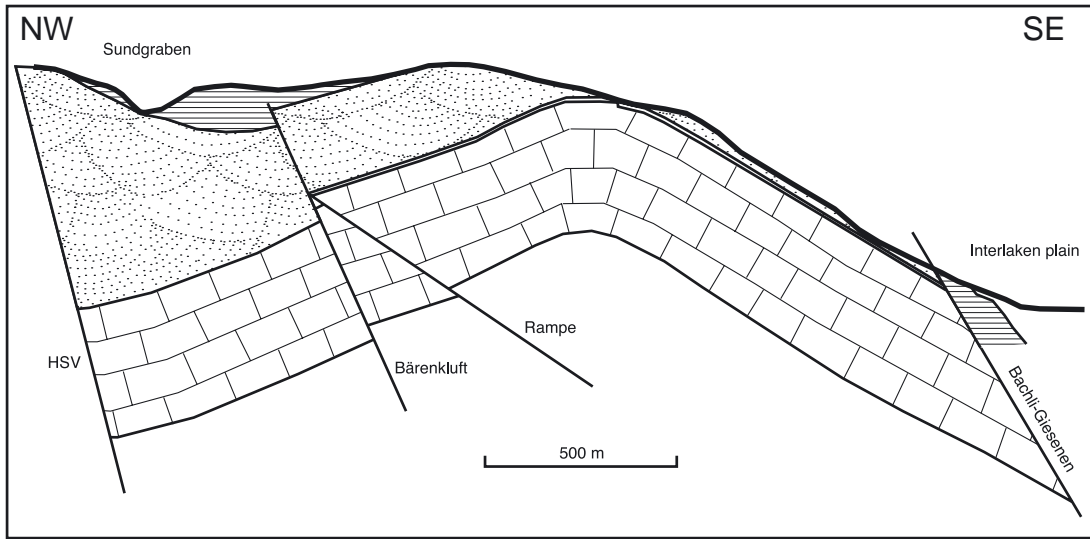 NW
SE
Sundgraben
Interlaken plain
Rampe
HSV
Bärenkluft
Bachli-Giesenen
500 m